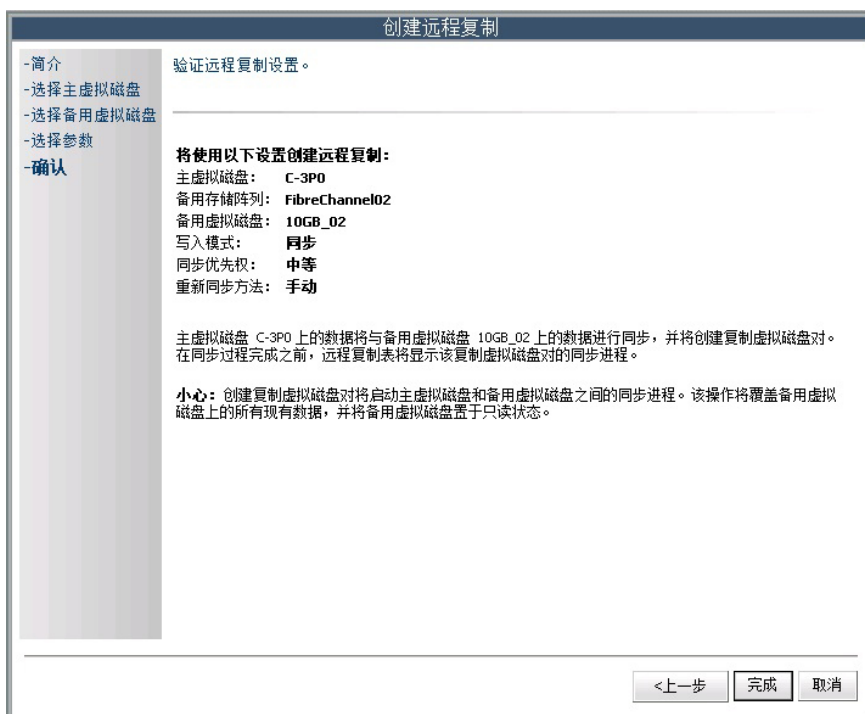 创建远程复制
-简介
-选择主虚拟磁盘
-选择备用虚拟磁盘
-选择参数
-确认
验证远程复制设置。
将使用以下设置创建远程复制：
主虚拟磁盘： C-3PO
备用存储阵列： FibreChannel02
备用虚拟磁盘： 10GB_02
写入模式： 同步
同步优先权： 中等
重新同步方法： 手动
主虚拟磁盘 C-3PO 上的数据将与备用虚拟磁盘 10GB_02 上的数据进行同步，并将创建复制虚拟磁盘对。
在同步过程完成之前，远程复制表将显示该复制虚拟磁盘对的同步进程。
小心：创建复制虚拟磁盘对将启动主虚拟磁盘和备用虚拟磁盘之间的同步进程。该操作将覆盖备用虚拟
磁盘上的所有现有数据，并将备用虚拟磁盘置于只读状态。
<上一步
完成
取消